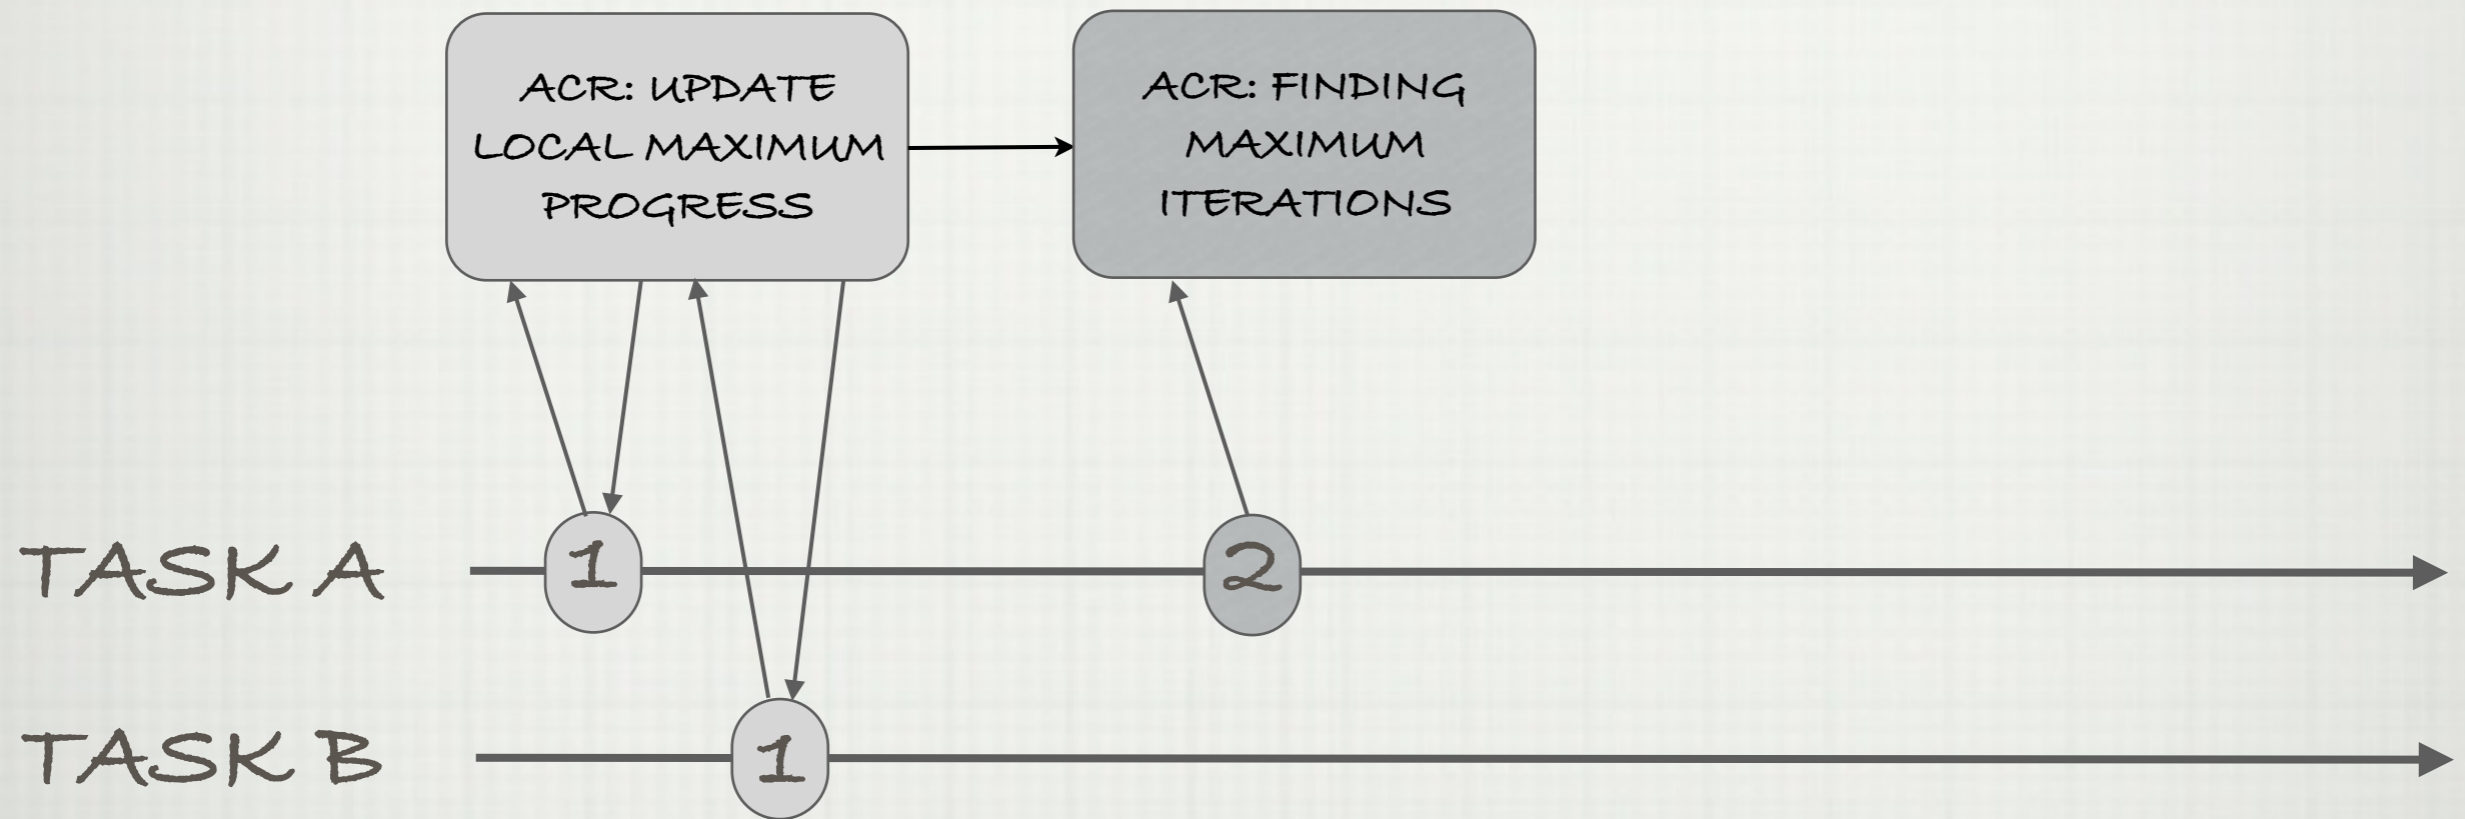 ACR: UPDATE
LOCAL MAXIMUM
PROGRESS
ACR: FINDING
MAXIMUM
ITERATIONS
TASK A
1
2
TASK B
1